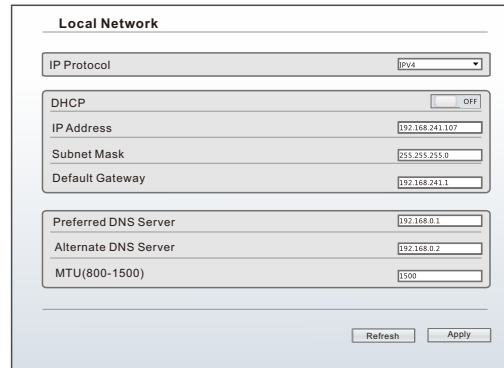 Local Network
IP Protocol IPV4
DHCP OFF
IP Address 192.168.241.107
Subnet Mask 255.255.255.0
Default Gateway 192.168.241.1
Preferred DNS Server 192.168.0.1
Alternate DNS Server 192.168.0.2
MTU(800-1500) 1500
Refresh Apply